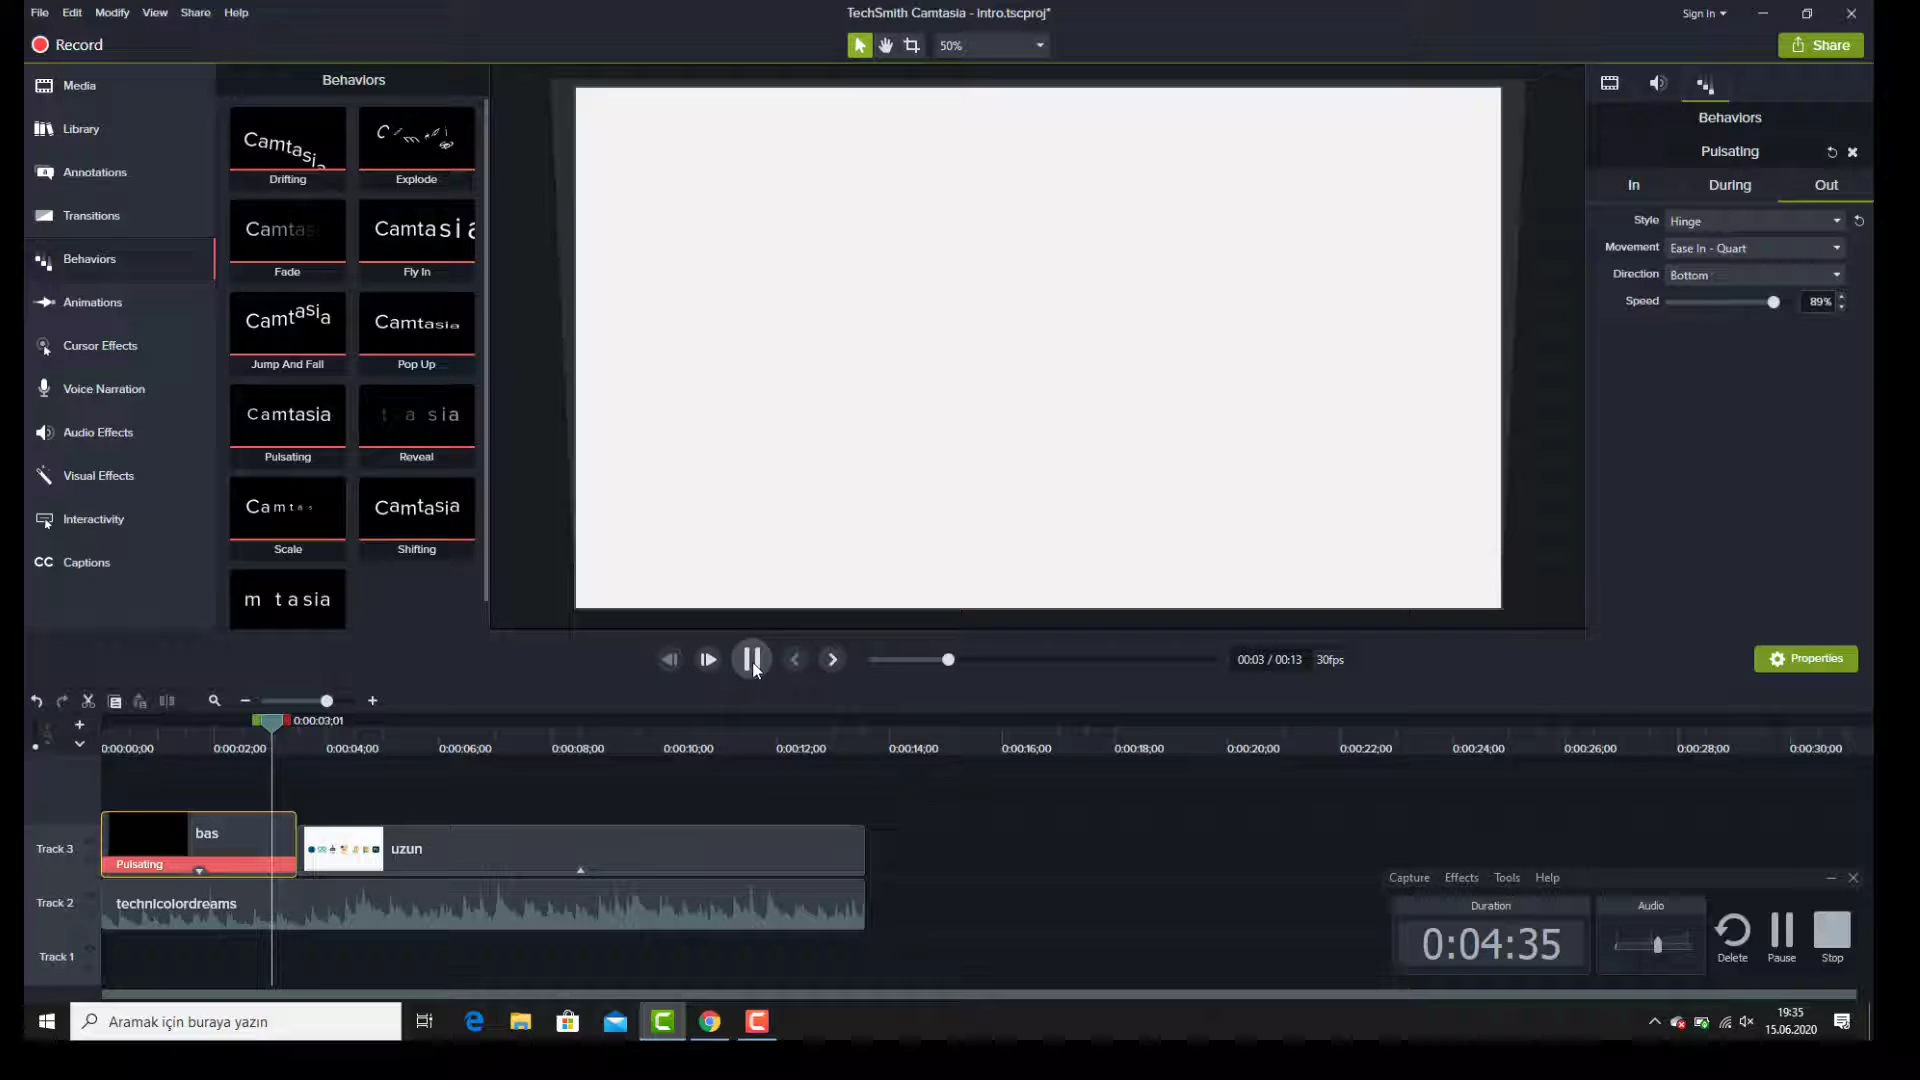 File Edit Modify View Share Help
TechSmith Camtasia - intro.tscproj*
Sign In
Record
50%
Share
Media
Library
Annotations
Transitions
Behaviors
Animations
Cursor Effects
Voice Narration
Audio Effects
Visual Effects
Interactivity
CC Captions
Behaviors
Camtasia
Drifting
Explode
Camtas
Fade
Camtasia
Fly In
Camtasia
Jump And Fall
Camtasia
Pop Up
Camtasia
Pulsating
t a sia
Reveal
Camtas
Scale
Camtasia
Shifting
m tasia
Behaviors
Pulsating
In During Out
Style Hinge
Movement Ease In - Quart
Direction Bottom
Speed 89%
00:03 / 00:13 30fps
Properties
0:00:03;01
0:00:00;00 0:00:02;00 0:00:04;00 0:00:06;00 0:00:08;00 0:00:10;00 0:00:12;00 0:00:14;00 0:00:16;00 0:00:18;00 0:00:20;00 0:00:22;00 0:00:24;00 0:00:26;00 0:00:28;00 0:00:30;00
Track 3
bas
Pulsating
uzun
Track 2
technicolordreams
Track 1
Capture Effects Tools Help
Duration
0:04:35
Audio
Delete
Pause
Stop
Aramak için buraya yazın
19:35
15.06.2020